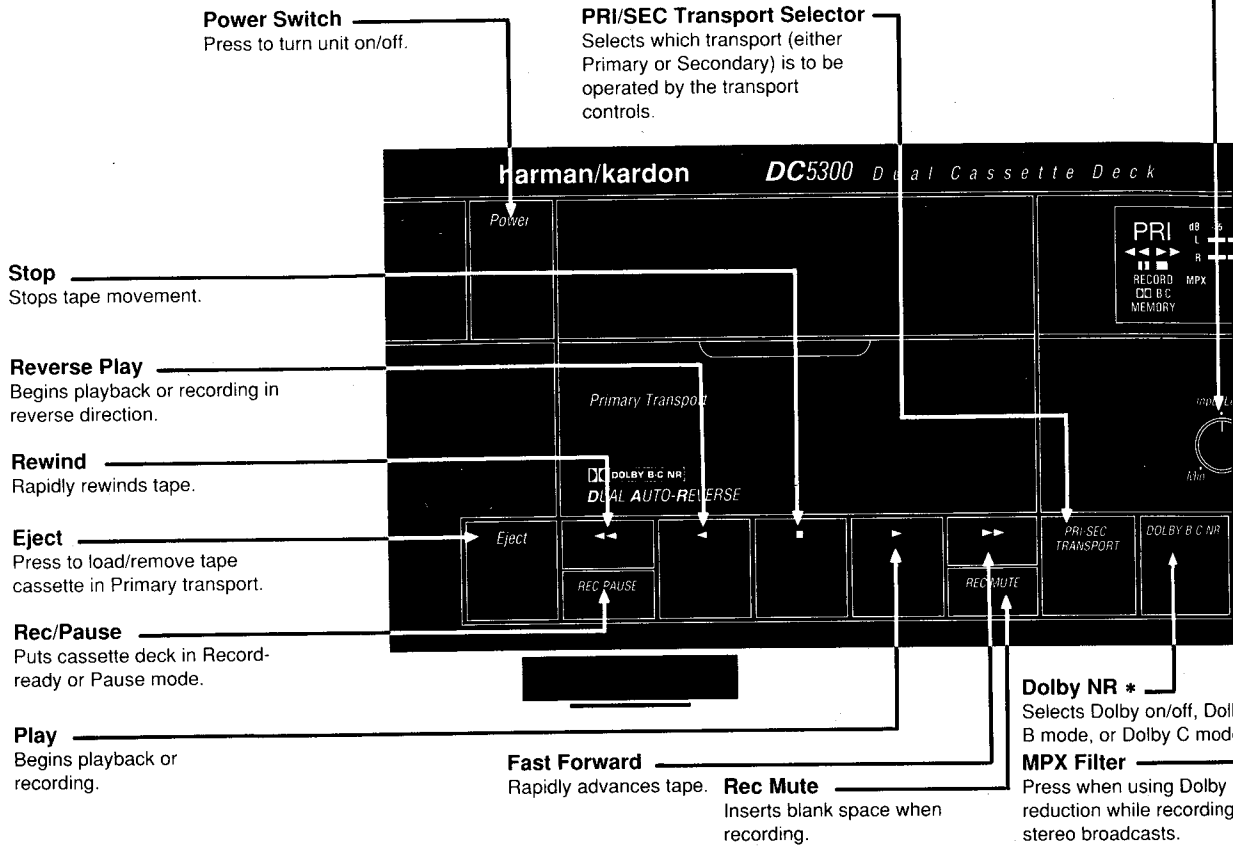 Power Switch
Press to turn unit on/off.
PRI/SEC Transport Selector
Selects which transport (either
Primary or Secondary) is to be
operated by the transport
controls.
harman/kardon DC5300 Dual Cassette Deck
Power
PRI dB
L
R
RECORD MPX
B C
MEMORY
Stop
Stops tape movement.
Reverse Play
Begins playback or recording in
reverse direction.
Primary Transport
Min
Rewind
Rapidly rewinds tape.
DOLBY B·C NR
DUAL AUTO-REVERSE
Eject
Press to load/remove tape
cassette in Primary transport.
Eject
PRI·SEC
TRANSPORT
DOLBY B C NR
REC PAUSE
REC MUTE
Rec/Pause
Puts cassette deck in Record-
ready or Pause mode.
Play
Begins playback or
recording.
Fast Forward
Rapidly advances tape.
Rec Mute
Inserts blank space when
recording.
Dolby NR *
Selects Dolby on/off, Dol
B mode, or Dolby C mod
MPX Filter
Press when using Dolby
reduction while recording
stereo broadcasts.